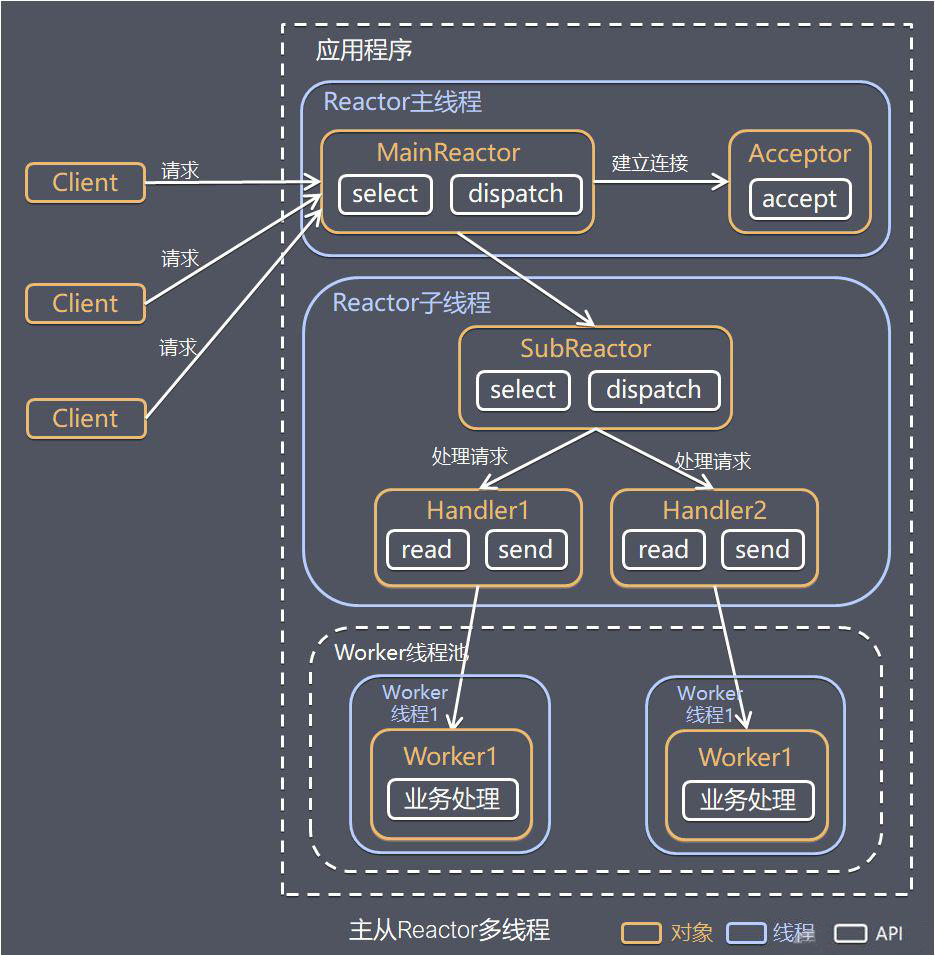 应用程序
Reactor主线程
MainReactor
select
dispatch
建立连接
Acceptor
accept
Client
请求
Client
请求
Client
请求
Reactor子线程
SubReactor
select
dispatch
处理请求
处理请求
Handler1
read
send
Handler2
read
send
Worker线程池
Worker
线程1
Worker1
业务处理
Worker
线程1
Worker1
业务处理
主从Reactor多线程
对象
线程
API